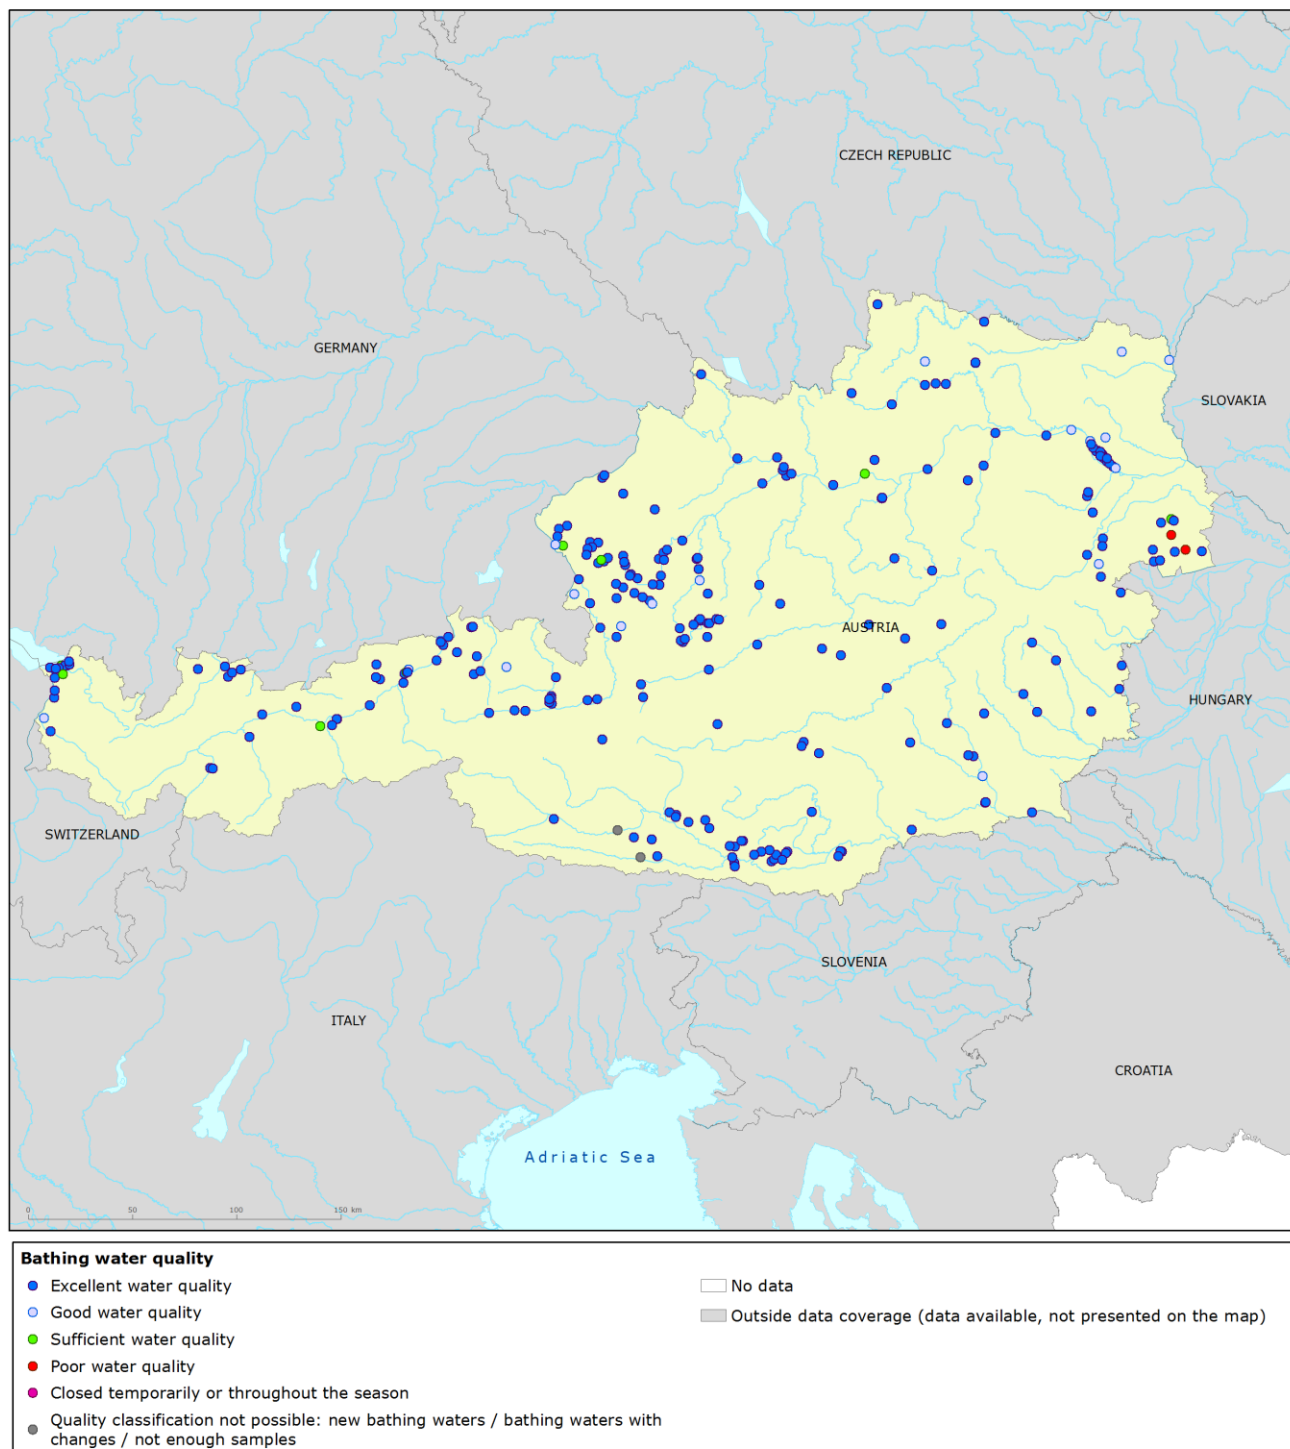 CZECH REPUBLIC
GERMANY
SLOVAKIA
AUSTRIA
HUNGARY
SWITZERLAND
SLOVENIA
ITALY
CROATIA
Adriatic Sea
0 50 100 150 km
Bathing water quality
Excellent water quality
Good water quality
Sufficient water quality
Poor water quality
Closed temporarily or throughout the season
Quality classification not possible: new bathing waters / bathing waters with
changes / not enough samples
No data
Outside data coverage (data available, not presented on the map)